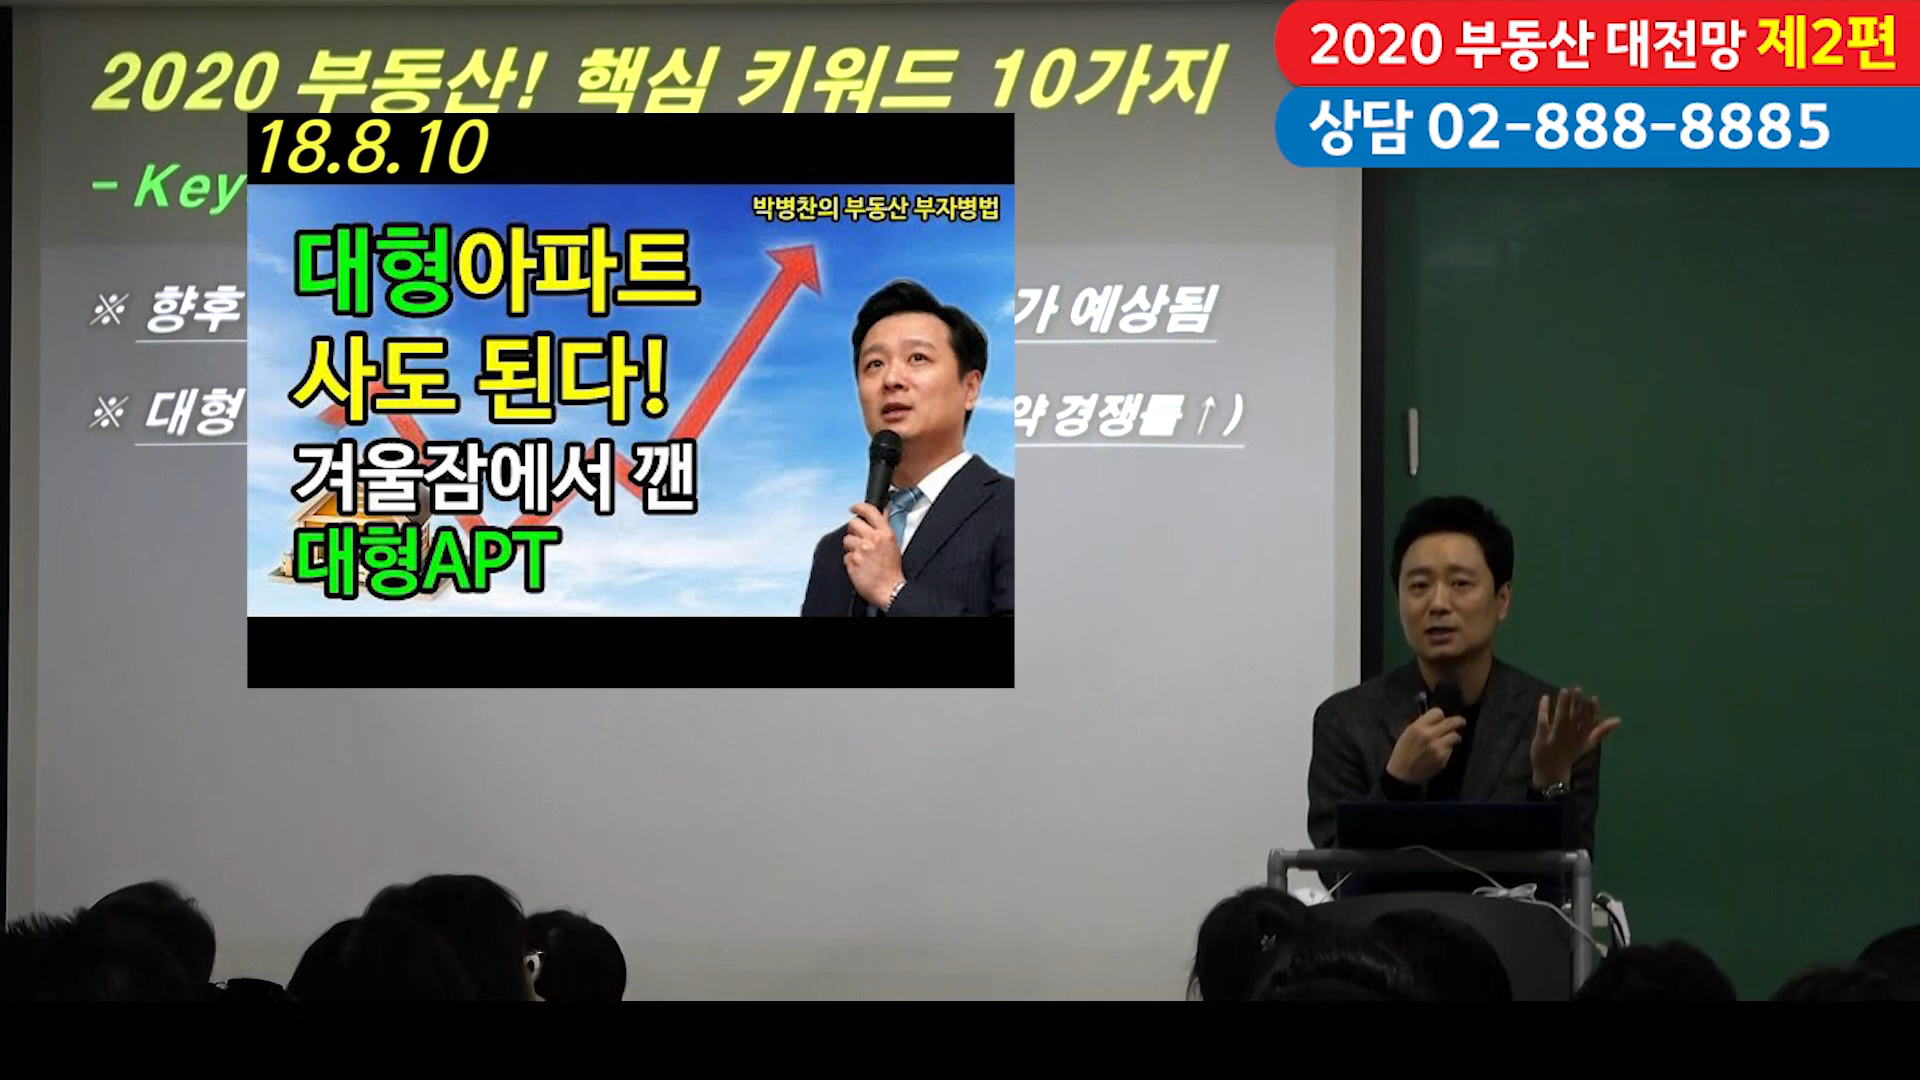 2020 부동산! 핵심 키워드 10가지
2020 부동산 대전망 제2편
상담 02-888-8885
- Key
18.8.10
박병찬의 부동산 부자병법
대형아파트
사도 된다!
겨울잠에서 깬
대형APT
※ 향후
가 예상됨
※ 대형
약 경쟁률↑)